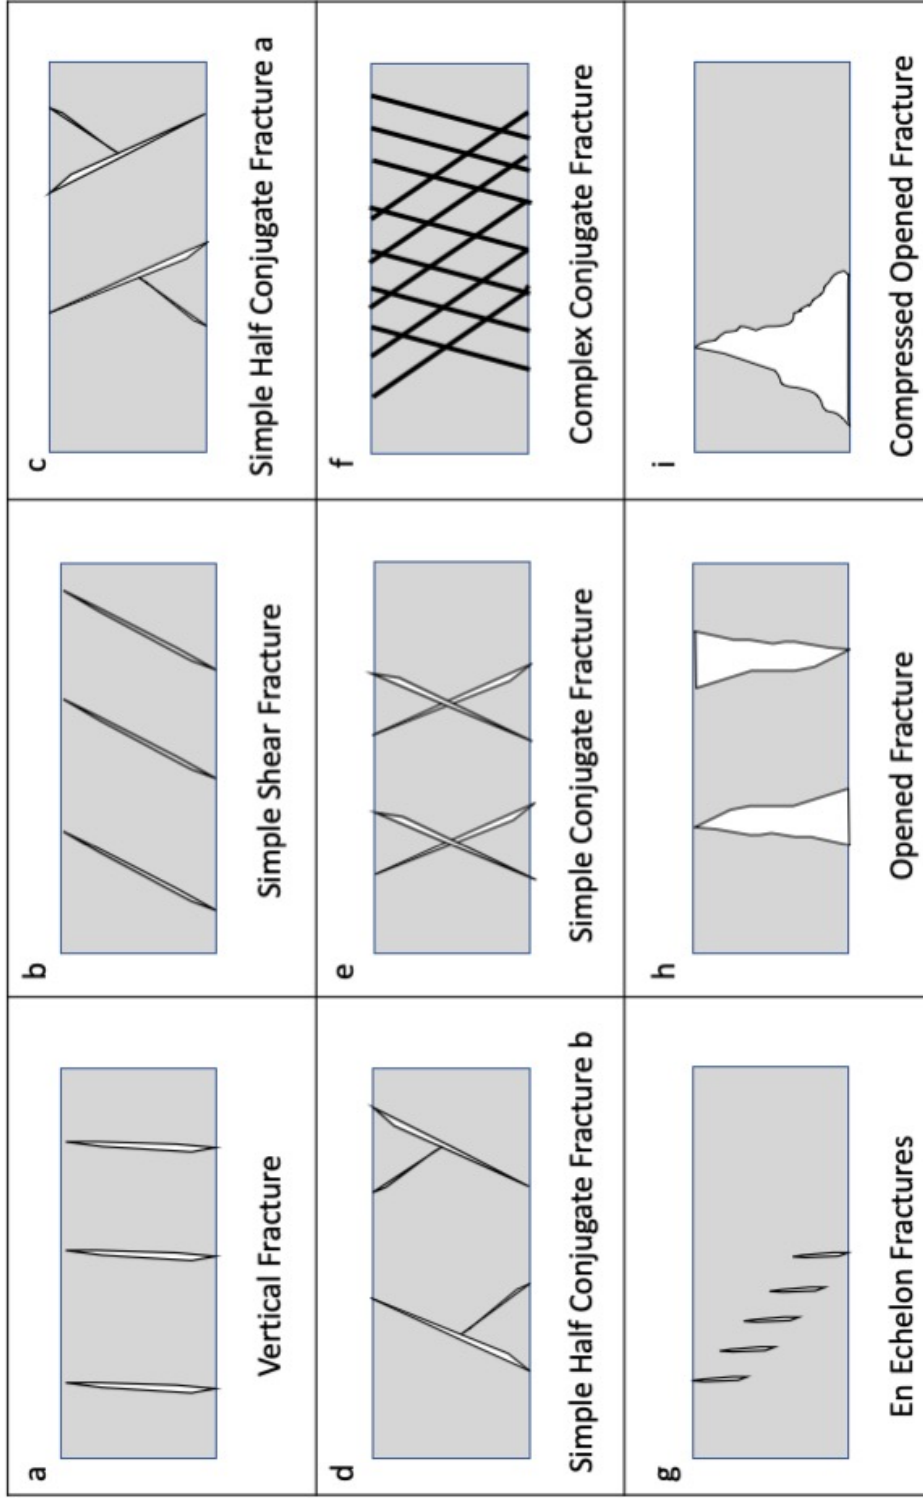 a
Vertical Fracture
b
Simple Shear Fracture
c
Simple Half Conjugate Fracture a
d
Simple Half Conjugate Fracture b
e
Simple Conjugate Fracture
f
Complex Conjugate Fracture
g
En Echelon Fractures
h
Opened Fracture
i
Compressed Opened Fracture